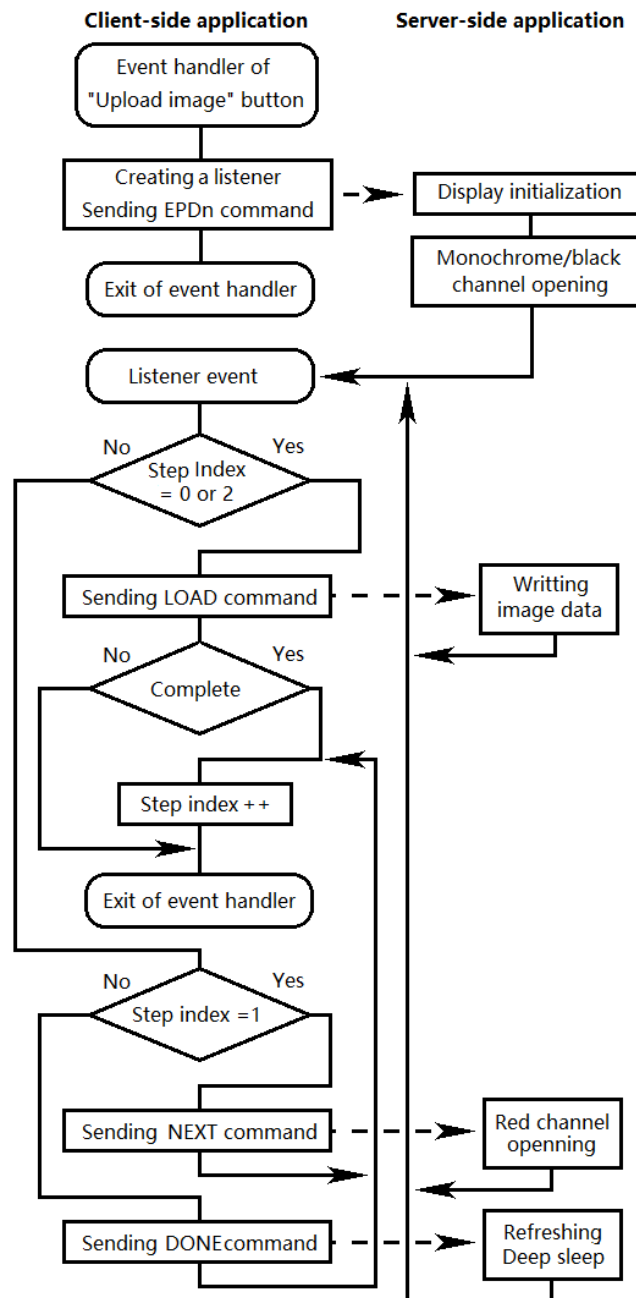 Client-side application
Server-side application
Event handler of
"Upload image" button
Creating a listener
Sending EPDn command
Display initialization
Exit of event handler
Monochrome/black
channel opening
Listener event
No
Yes
Step Index
= 0 or 2
Sending LOAD command
Writting
image data
No
Yes
Complete
Step index ++
Exit of event handler
No
Yes
Step index =1
Sending NEXT command
Red channel
openning
Sending DONE command
Refreshing
Deep sleep